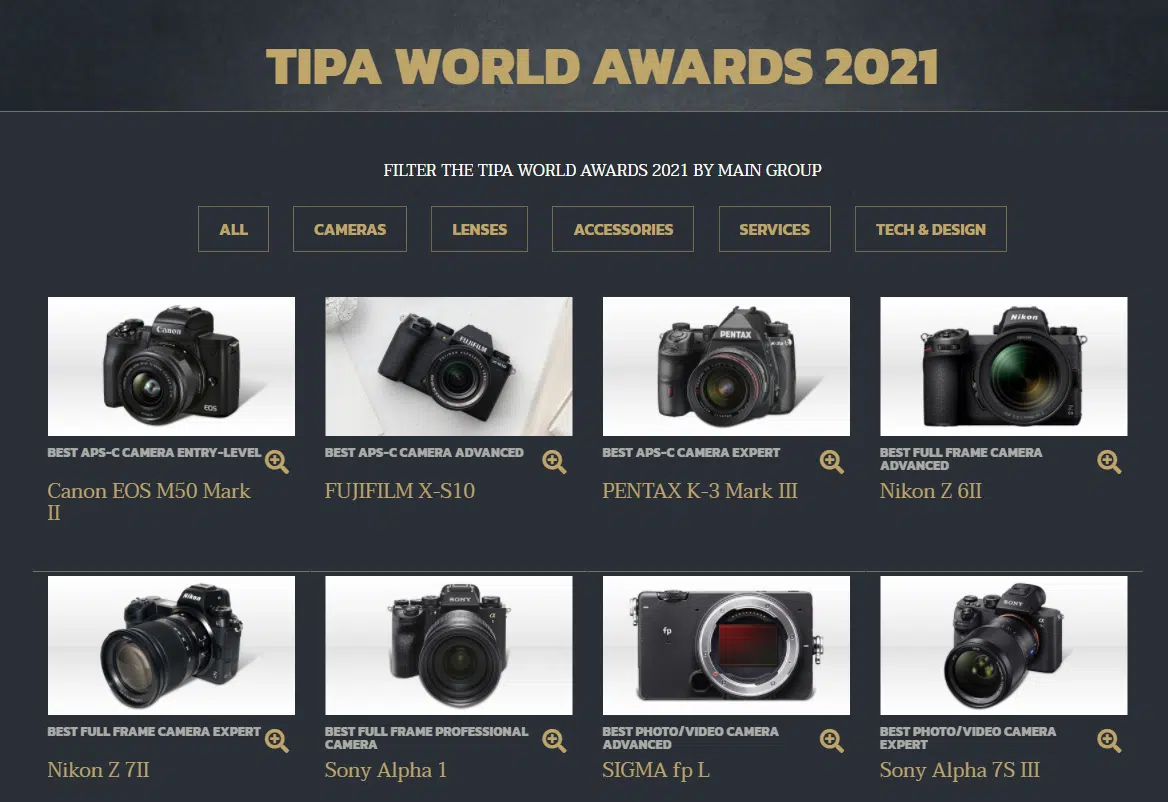 TIPA WORLD AWARDS 2021
FILTER THE TIPA WORLD AWARDS 2021 BY MAIN GROUP
ALL
CAMERAS
LENSES
ACCESSORIES
SERVICES
TECH & DESIGN
Canon
EOS
FUJIFILM
PENTAX
Nikon
BEST APS-C CAMERA ENTRY-LEVEL
Canon EOS M50 Mark
II
BEST APS-C CAMERA ADVANCED
FUJIFILM X-S10
BEST APS-C CAMERA EXPERT
PENTAX K-3 Mark III
BEST FULL FRAME CAMERA
ADVANCED
Nikon Z 6II
Nikon
SONY
fp
SONY
BEST FULL FRAME CAMERA EXPERT
Nikon Z 7II
BEST FULL FRAME PROFESSIONAL
CAMERA
Sony Alpha 1
BEST PHOTO/VIDEO CAMERA
ADVANCED
SIGMA fp L
BEST PHOTO/VIDEO CAMERA
EXPERT
Sony Alpha 7S III